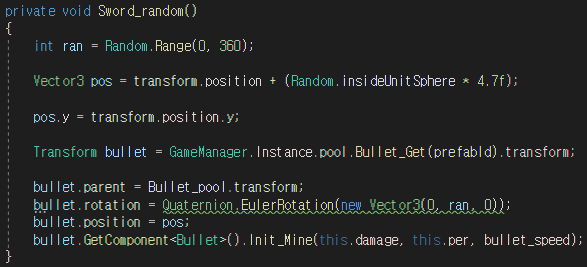 private void Sword_random()
{
int ran = Random.Range(0, 360);
Vector3 pos = transform.position + (Random.insideUnitSphere * 4.7f);
pos.y = transform.position.y;
Transform bullet = GameManager.Instance.pool.Bullet_Get(prefabId).transform;
bullet.parent = Bullet_pool.transform;
bullet.rotation = Quaternion.EulerRotation(new Vector3(0, ran, 0));
bullet.position = pos;
bullet.GetComponent<Bullet>().Init_Mine(this.damage, this.per, bullet_speed);
}